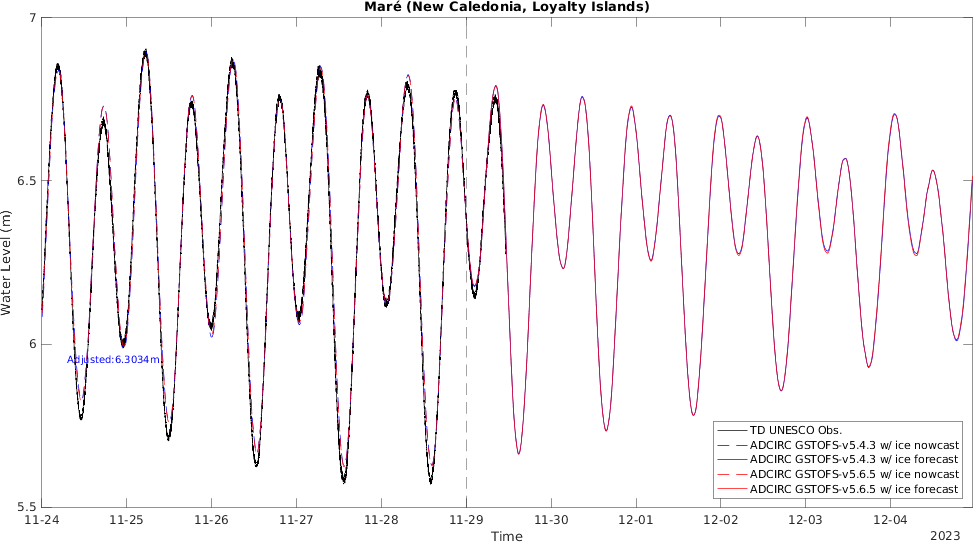 Maré (New Caledonia, Loyalty Islands)
7
6.5
6
5.5
Water Level (m)
Adjusted:6.3034m
TD UNESCO Obs.
ADCIRC GSTOFS-v5.4.3 w/ ice nowcast
ADCIRC GSTOFS-v5.4.3 w/ ice forecast
ADCIRC GSTOFS-v5.6.5 w/ ice nowcast
ADCIRC GSTOFS-v5.6.5 w/ ice forecast
11-24 11-25 11-26 11-27 11-28 11-29 11-30 12-01 12-02 12-03 12-04
Time
2023